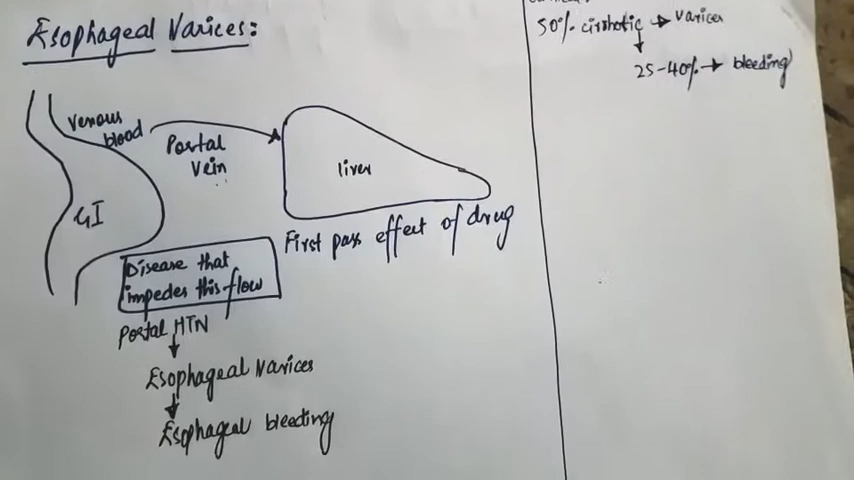 Esophageal Varices:
Venous
blood
Portal
Vein
liver
GI
First pass effect of drug
Disease that
impedes this flow
Portal HTN
Esophageal Varices
Esophageal bleeding
50% cirrhotic → varices
25-40% → bleeding